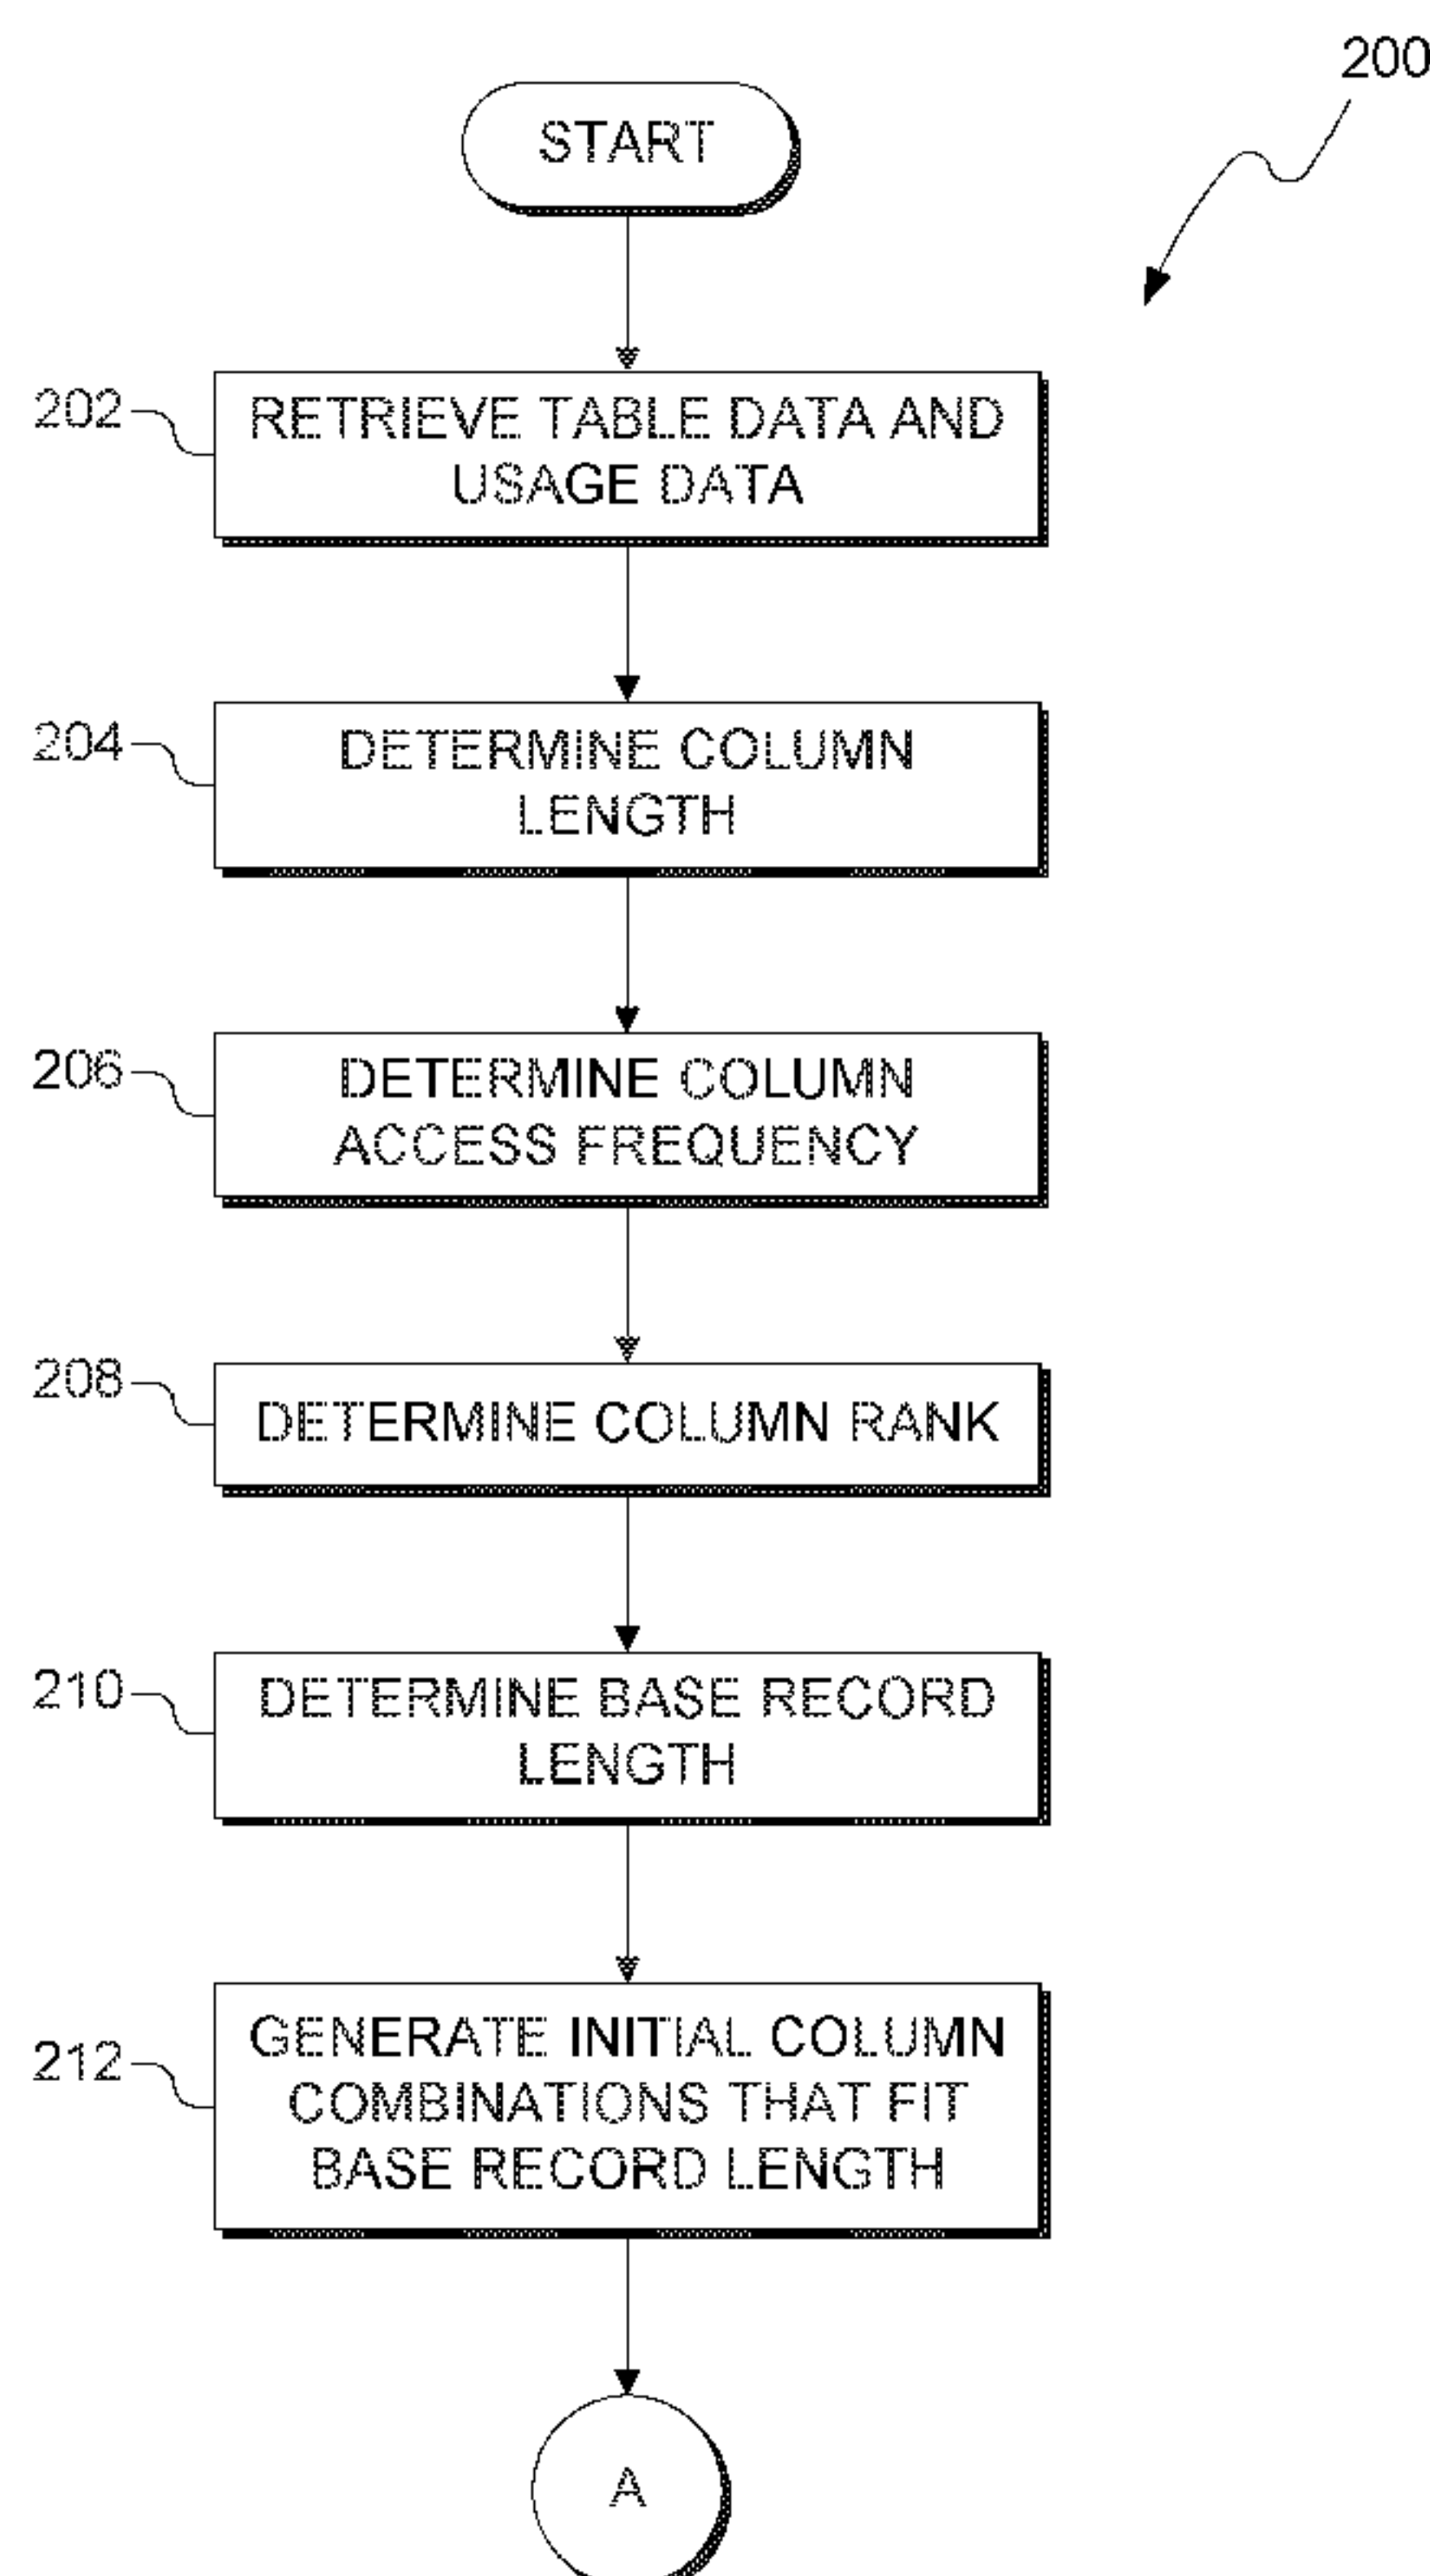 200
START
202
RETRIEVE TABLE DATA AND
USAGE DATA
204
DETERMINE COLUMN
LENGTH
206
DETERMINE COLUMN
ACCESS FREQUENCY
208
DETERMINE COLUMN RANK
210
DETERMINE BASE RECORD
LENGTH
212
GENERATE INITIAL COLUMN
COMBINATIONS THAT FIT
BASE RECORD LENGTH
A